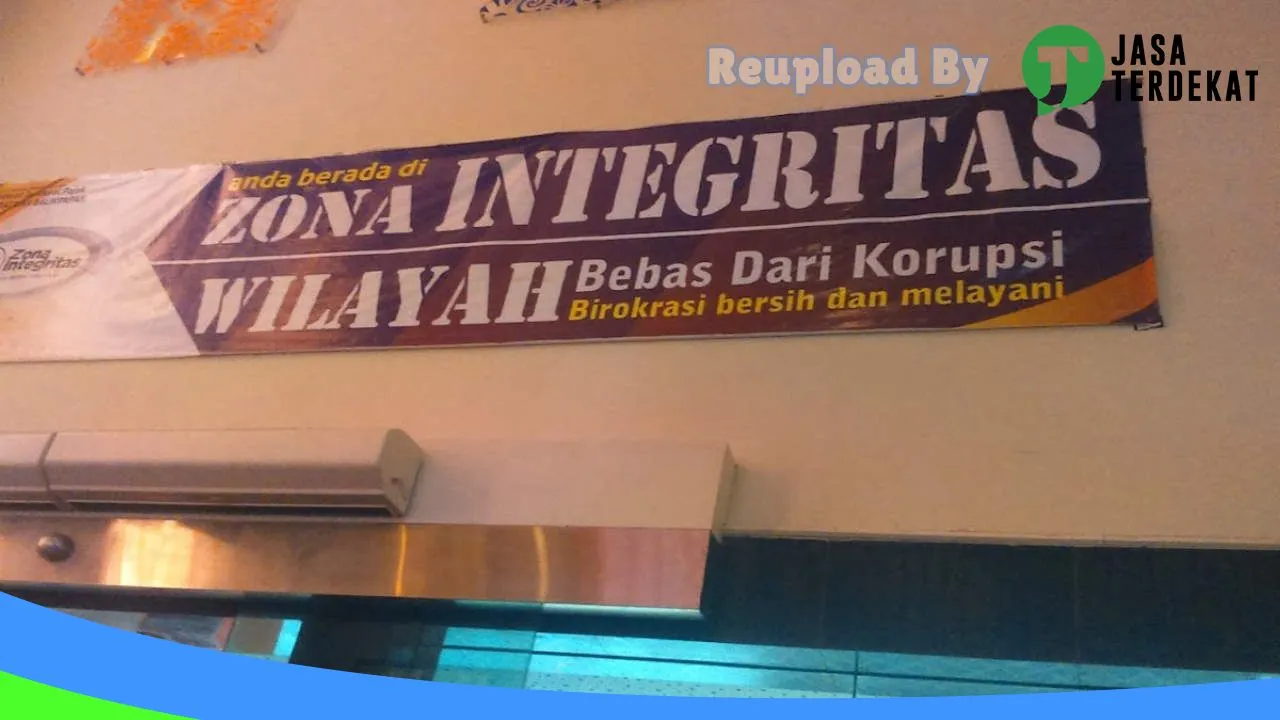 Reupload By
JASA
TERDEKAT
anda berada di
ZONA INTEGRITAS
WILAYAH Bebas Dari Korupsi
Birokrasi bersih dan melayani
Zona
Integritas